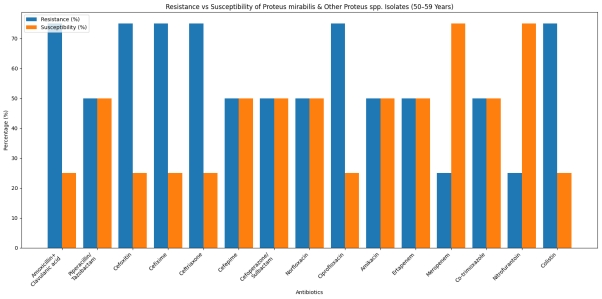 Resistance vs Susceptibility of Proteus mirabilis & Other Proteus spp. Isolates (50–59 Years)
Resistance (%)
Susceptibility (%)
Percentage (%)
70
60
50
40
30
20
10
0
Amoxicillin+
Clavulanic acid
Piperacillin/
Tazobactam
Cefoxitin
Cefixime
Ceftriaxone
Cefepime
Cefoperazone/
Sulbactam
Norfloxacin
Ciprofloxacin
Amikacin
Ertapenem
Meropenem
Co-trimoxazole
Nitrofurantoin
Colistin
Antibiotics